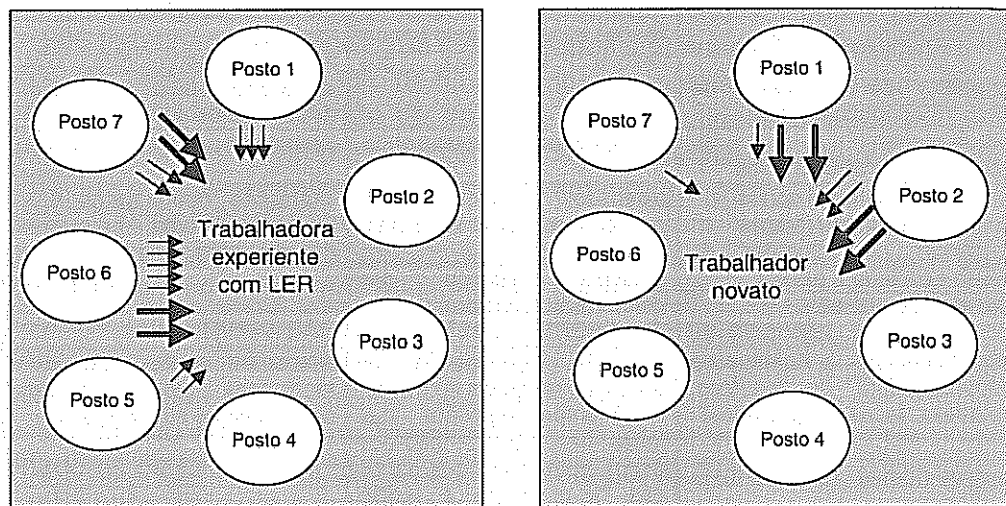 Posto 1
Posto 7
Posto 2
Trabalhadora
experiente
com LER
Posto 6
Posto 3
Posto 5
Posto 4
Posto 1
Posto 7
Posto 2
Posto 6
Trabalhador
novato
Posto 3
Posto 5
Posto 4